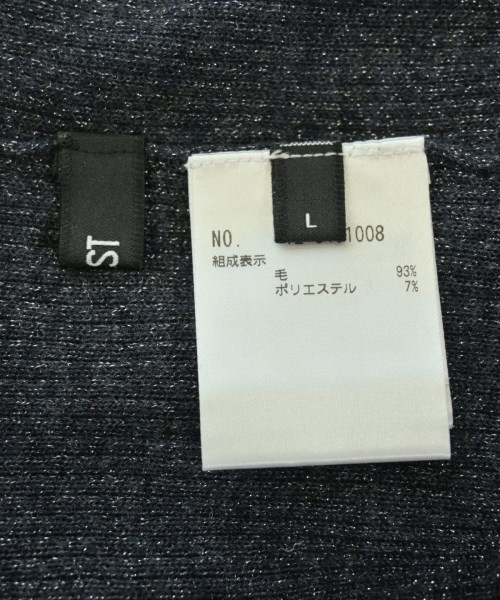 ST
L
NO. 1008
組成表示
毛 93%
ポリエステル 7%